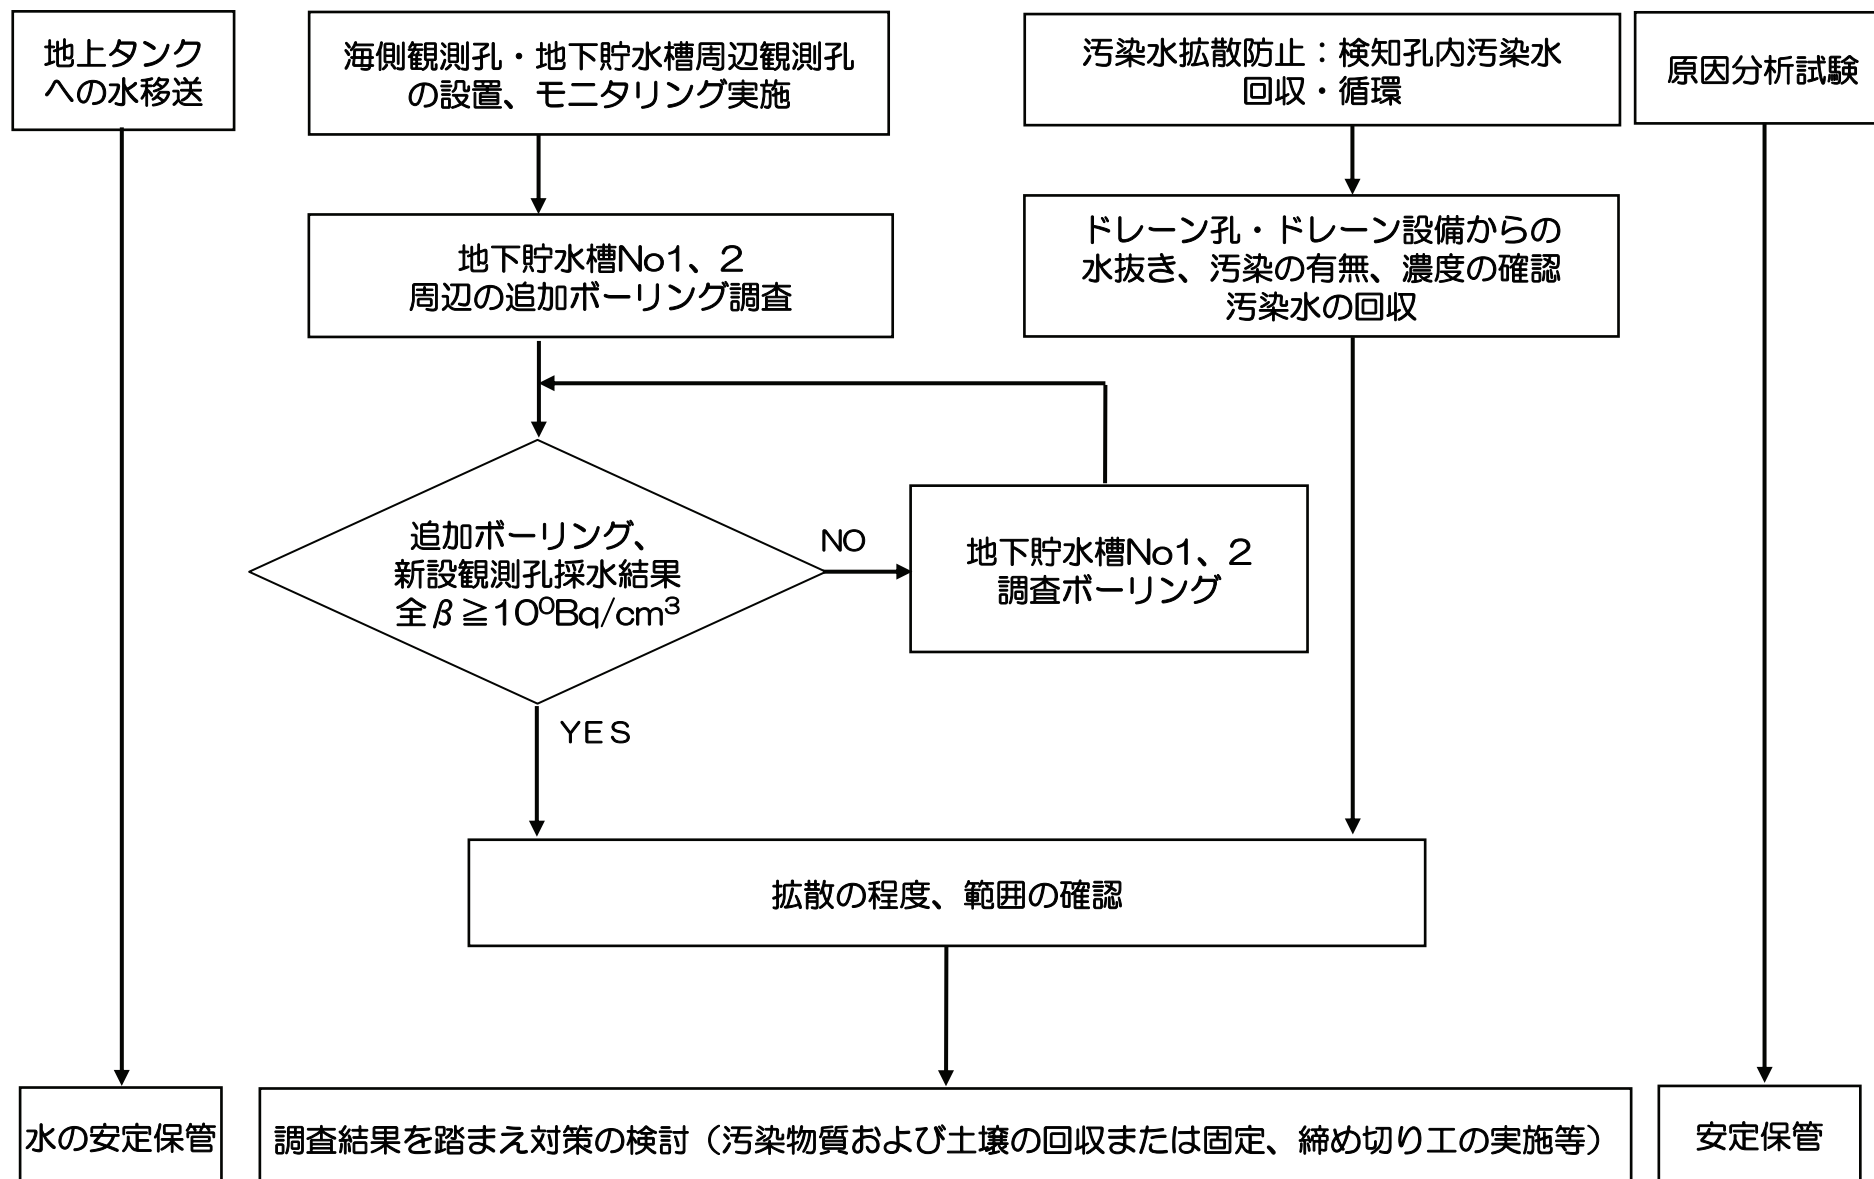 地上タンク
への水移送
海側観測孔・地下貯水槽周辺観測孔
の設置、モニタリング実施
汚染水拡散防止：検知孔内汚染水
回収・循環
原因分析試験
地下貯水槽No1、2
周辺の追加ボーリング調査
ドレーン孔・ドレーン設備からの
水抜き、汚染の有無、濃度の確認
汚染水の回収
追加ボーリング、
新設観測孔採水結果
全β≧10⁰Bq/cm³
NO
地下貯水槽No1、2
調査ボーリング
YES
拡散の程度、範囲の確認
水の安定保管
調査結果を踏まえ対策の検討（汚染物質および土壌の回収または固定、締め切り工の実施等）
安定保管